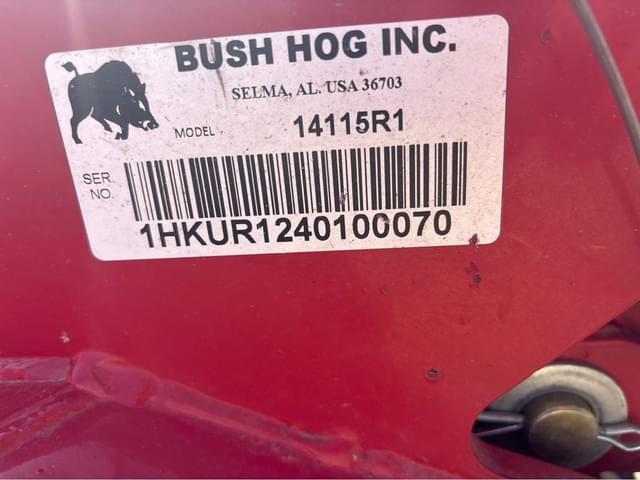 BUSH HOG INC.
SELMA, AL. USA 36703
MODEL 14115R1
SER.
NO.
1HKUR1240100070